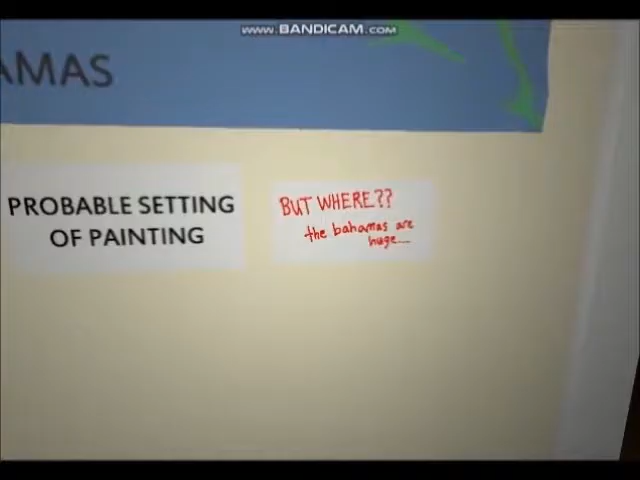 www.BANDICAM.com
AMAS
PROBABLE SETTING
OF PAINTING
BUT WHERE??
the bahamas are
huge...